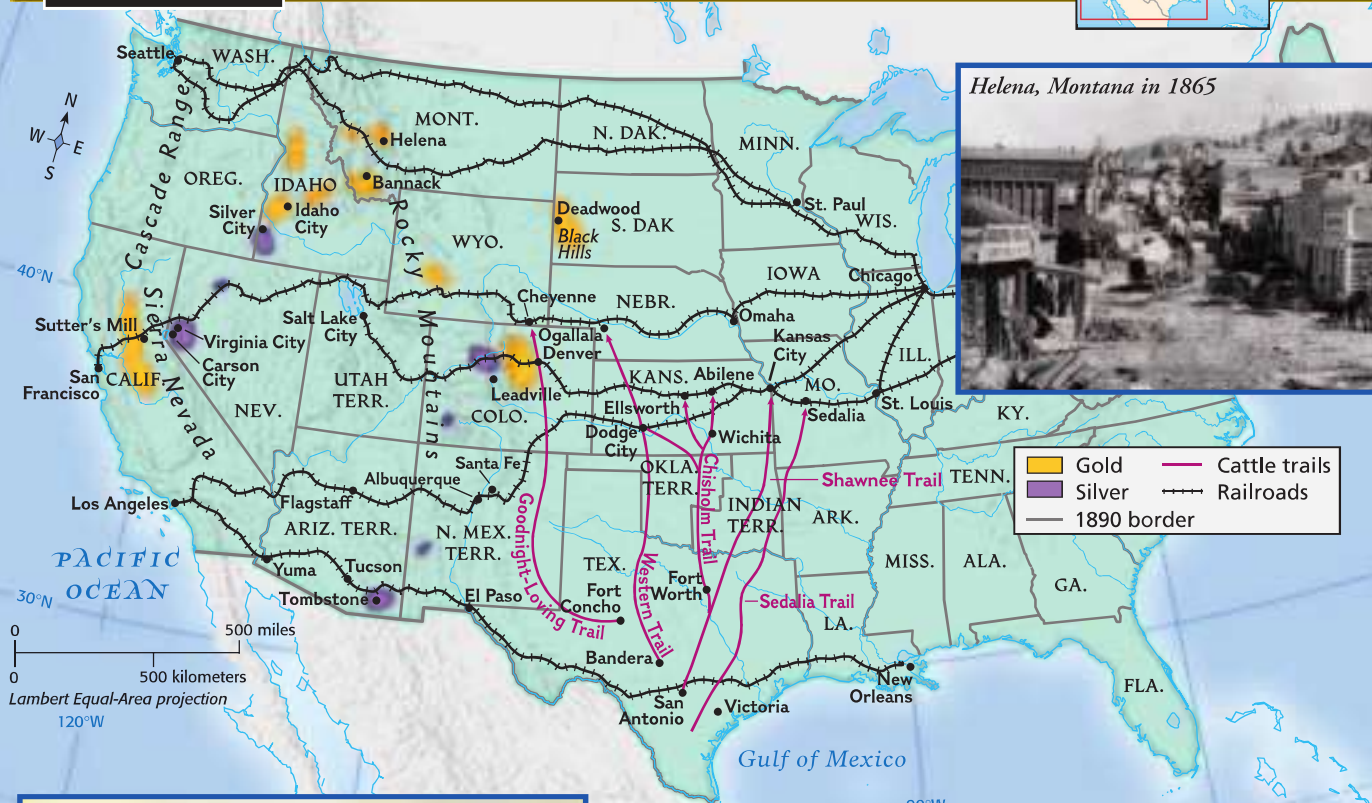 Seattle
WASH.
N
W
E
S
Cascade Range
OREG.
IDAHO
Silver
City
Idaho
City
MONT.
Helena
Bannack
Rocky
Mountains
WYO.
N. DAK.
S. DAK
Deadwood
Black
Hills
MINN.
St. Paul
WIS.
Helena, Montana in 1865
40°N
Sierra Nevada
Sutter's Mill
San
Francisco
CALIF.
Virginia City
Carson
City
NEV.
Salt Lake
City
UTAH
TERR.
Cheyenne
Ogallala
Denver
Leadville
COLO.
NEBR.
IOWA
Omaha
Chicago
Kansas
City
ILL.
KANS.
Abilene
Ellsworth
MO.
Sedalia
St. Louis
KY.
Dodge
City
Wichita
Los Angeles
Flagstaff
Albuquerque
Santa Fe
ARIZ. TERR.
N. MEX.
TERR.
OKLA.
TERR.
INDIAN
TERR.
Chisholm Trail
Shawnee Trail
TENN.
ARK.
Gold
Silver
1890 border
Cattle trails
Railroads
PACIFIC
OCEAN
30°N
Yuma
Tucson
Tombstone
El Paso
Goodnight-Loving Trail
TEX.
Fort
Concho
Western Trail
Fort
Worth
Sedalia Trail
MISS.
ALA.
GA.
LA.
Bandera
San
Antonio
Victoria
New
Orleans
FLA.
Gulf of Mexico
0
500 miles
0
500 kilometers
Lambert Equal-Area projection
120°W